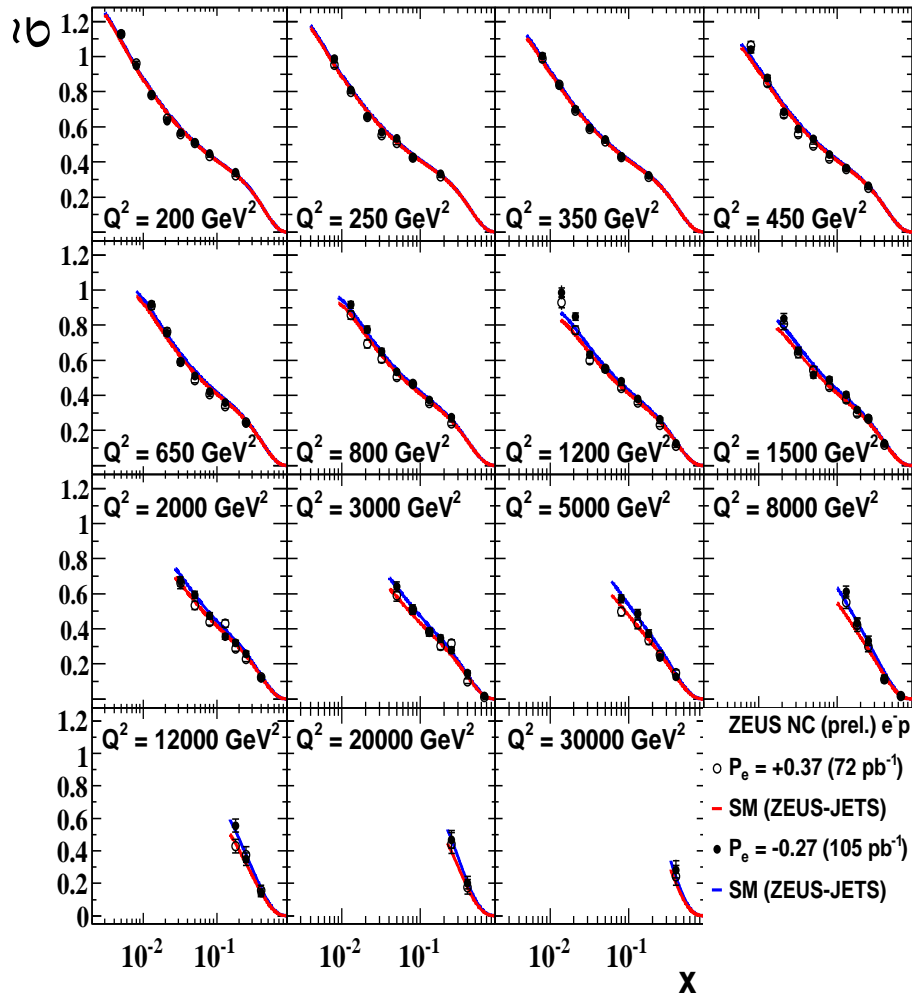 σ̃
1.2
1
0.8
0.6
0.4
0.2
0
Q² = 200 GeV²
Q² = 250 GeV²
Q² = 350 GeV²
Q² = 450 GeV²
1.2
1
0.8
0.6
0.4
0.2
0
Q² = 650 GeV²
Q² = 800 GeV²
Q² = 1200 GeV²
Q² = 1500 GeV²
1.2
1
0.8
0.6
0.4
0.2
0
Q² = 2000 GeV²
Q² = 3000 GeV²
Q² = 5000 GeV²
Q² = 8000 GeV²
1.2
1
0.8
0.6
0.4
0.2
0
Q² = 12000 GeV²
Q² = 20000 GeV²
Q² = 30000 GeV²
ZEUS NC (prel.) e⁻p
Pₑ = +0.37 (72 pb⁻¹)
SM (ZEUS-JETS)
Pₑ = -0.27 (105 pb⁻¹)
SM (ZEUS-JETS)
10⁻² 10⁻¹ 10⁻² 10⁻¹ 10⁻² 10⁻¹
x